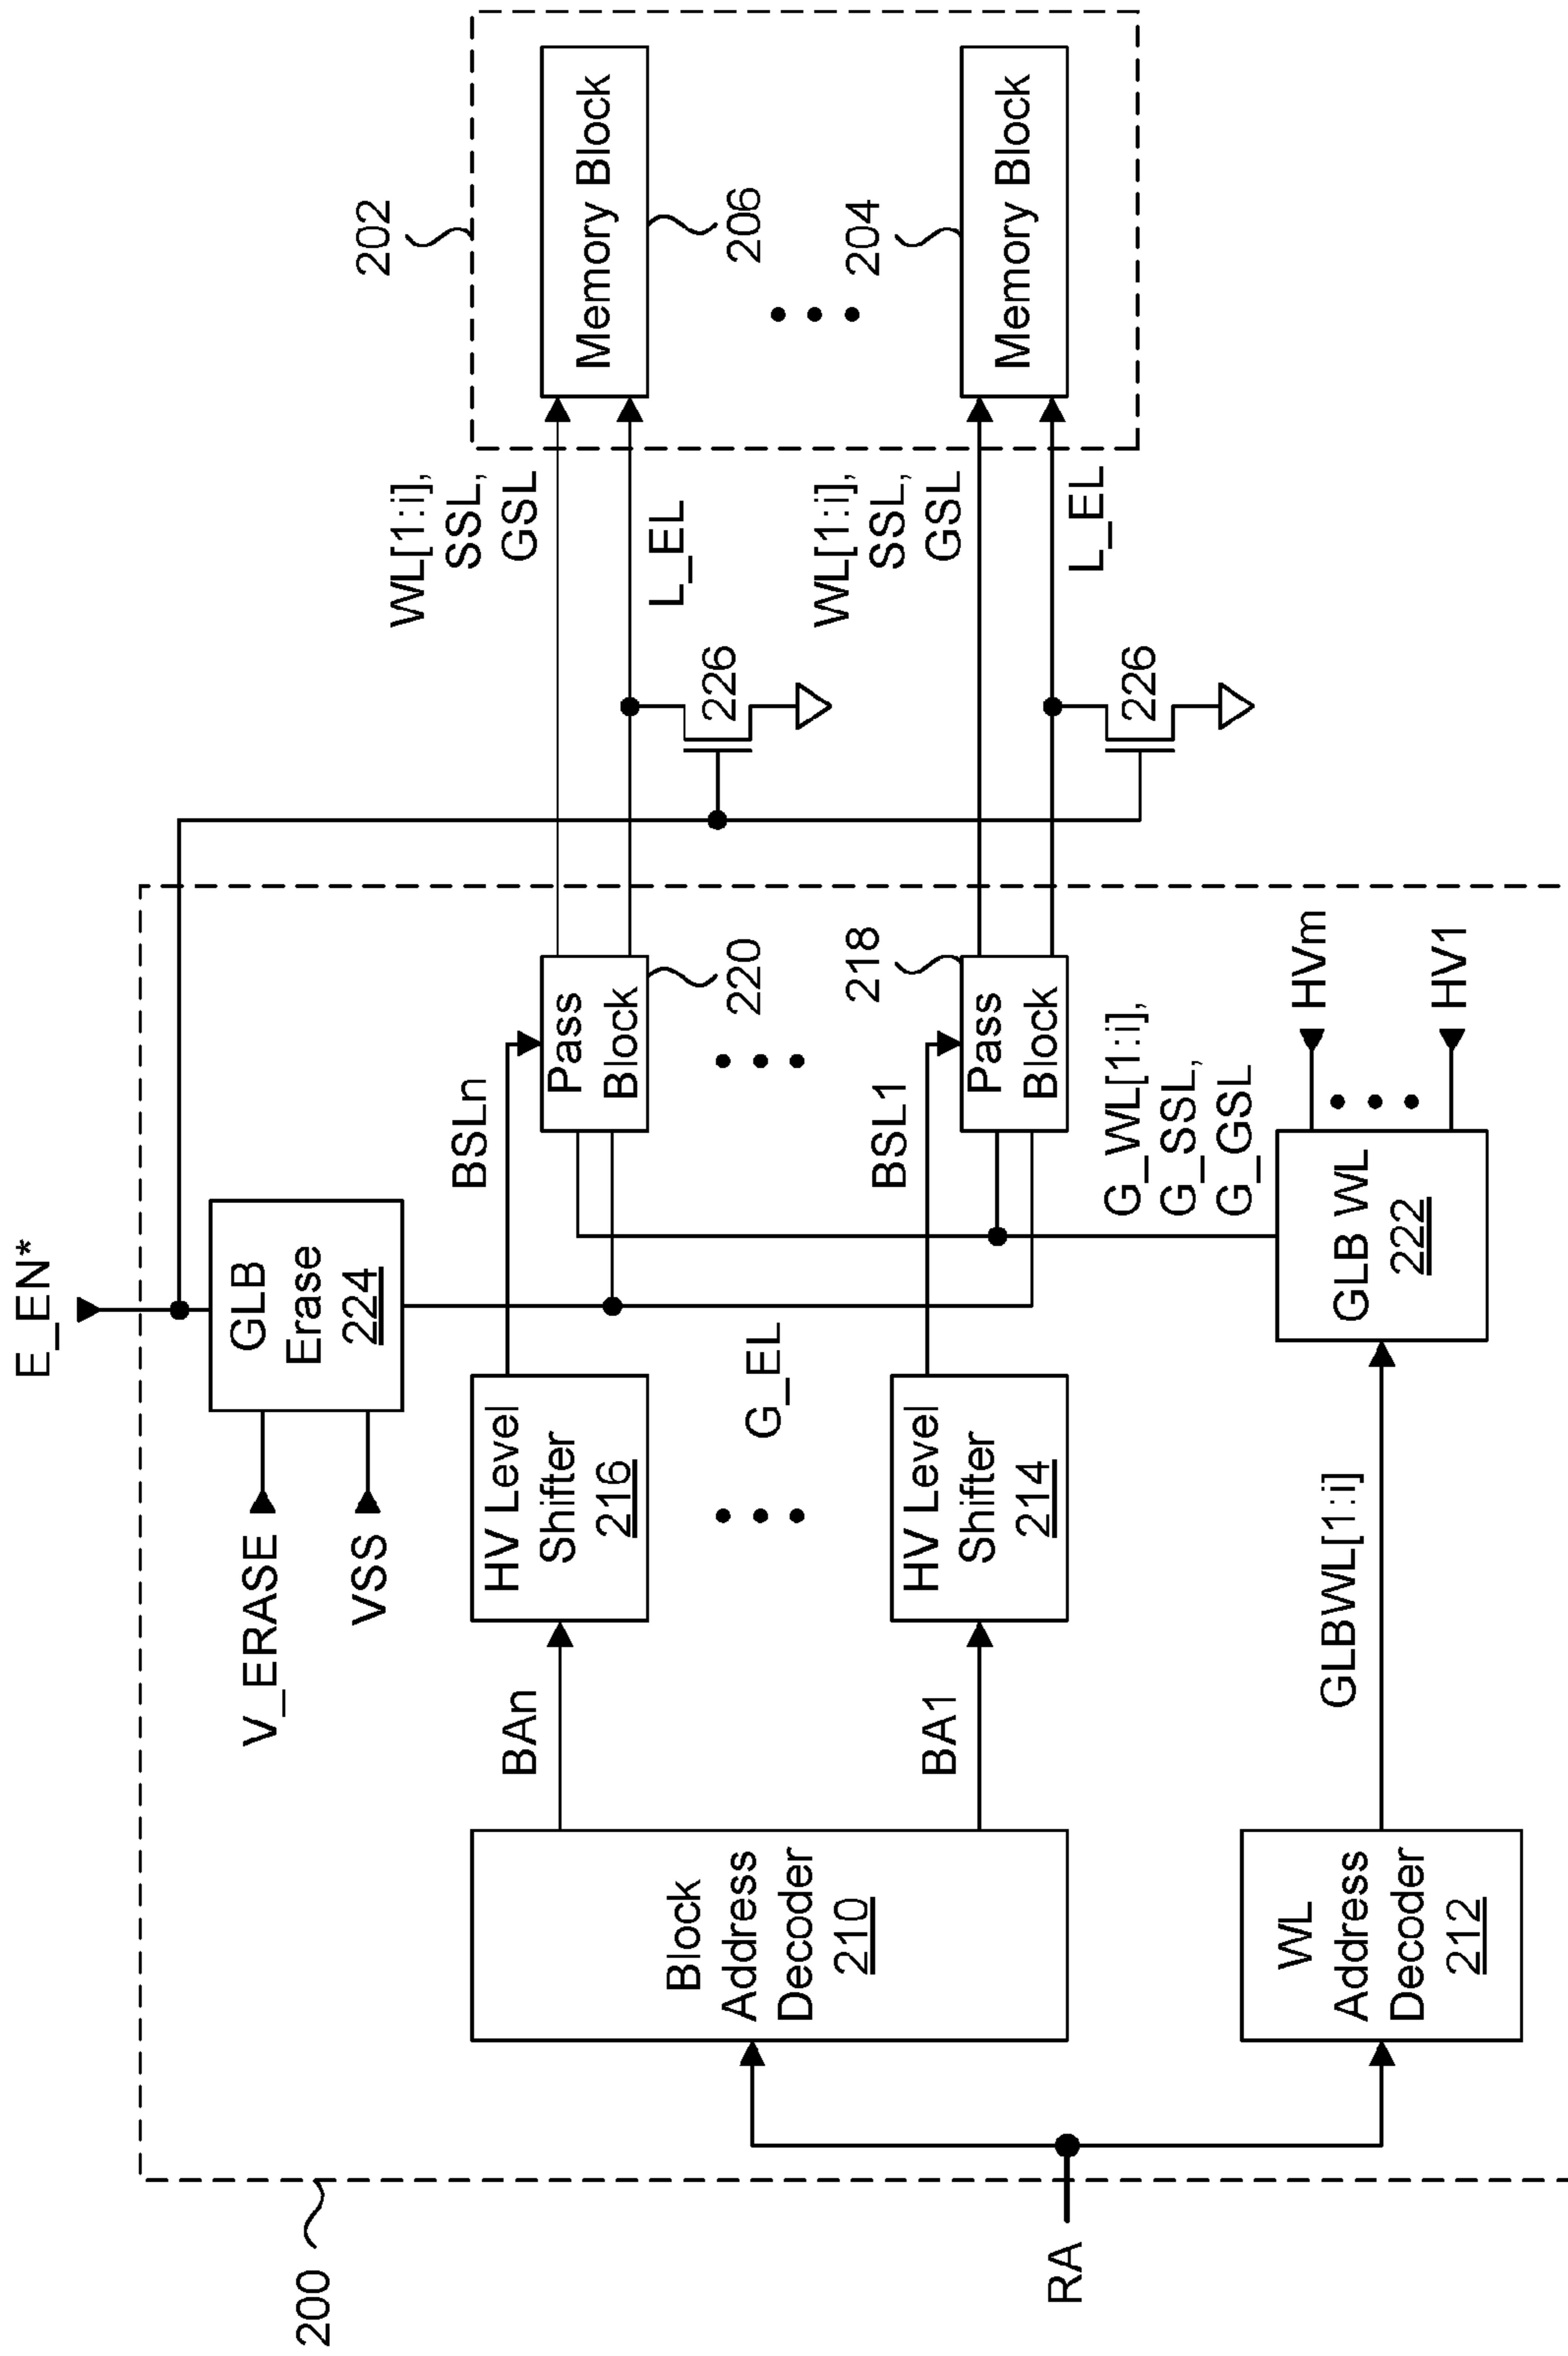 200
RA
Block
Address
Decoder
210
WL
Address
Decoder
212
BAn
BA1
GLBWL[1:i]
V_ERASE
VSS
E_EN*
HV Level
Shifter
216
G_EL
HV Level
Shifter
214
GLB
Erase
224
GLB WL
222
BSLn
BSL1
G_WL[1:i],
G_SSL,
G_GSL
HVm
HV1
Pass
Block
220
Pass
Block
218
226
226
WL[1:i],
SSL,
GSL
L_EL
WL[1:i],
SSL,
GSL
L_EL
202
Memory Block
206
204
Memory Block